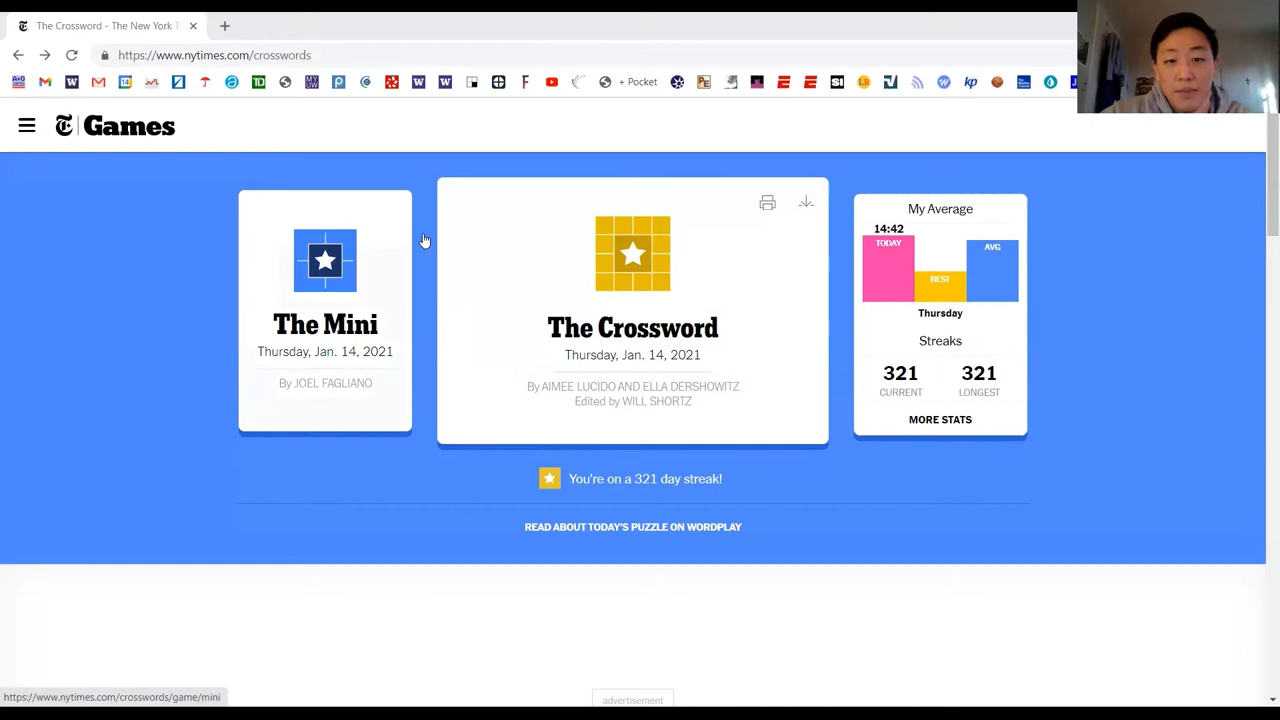 The Crossword - The New York T
https://www.nytimes.com/crosswords
+ Pocket
Games
The Mini
Thursday, Jan. 14, 2021
By JOEL FAGLIANO
The Crossword
Thursday, Jan. 14, 2021
By AIMEE LUCIDO AND ELLA DERSHOWITZ
Edited by WILL SHORTZ
My Average
14:42
TODAY
BEST
AVG
Thursday
Streaks
321
321
CURRENT
LONGEST
MORE STATS
You're on a 321 day streak!
READ ABOUT TODAY'S PUZZLE ON WORDPLAY
advertisement
https://www.nytimes.com/crosswords/game/mini